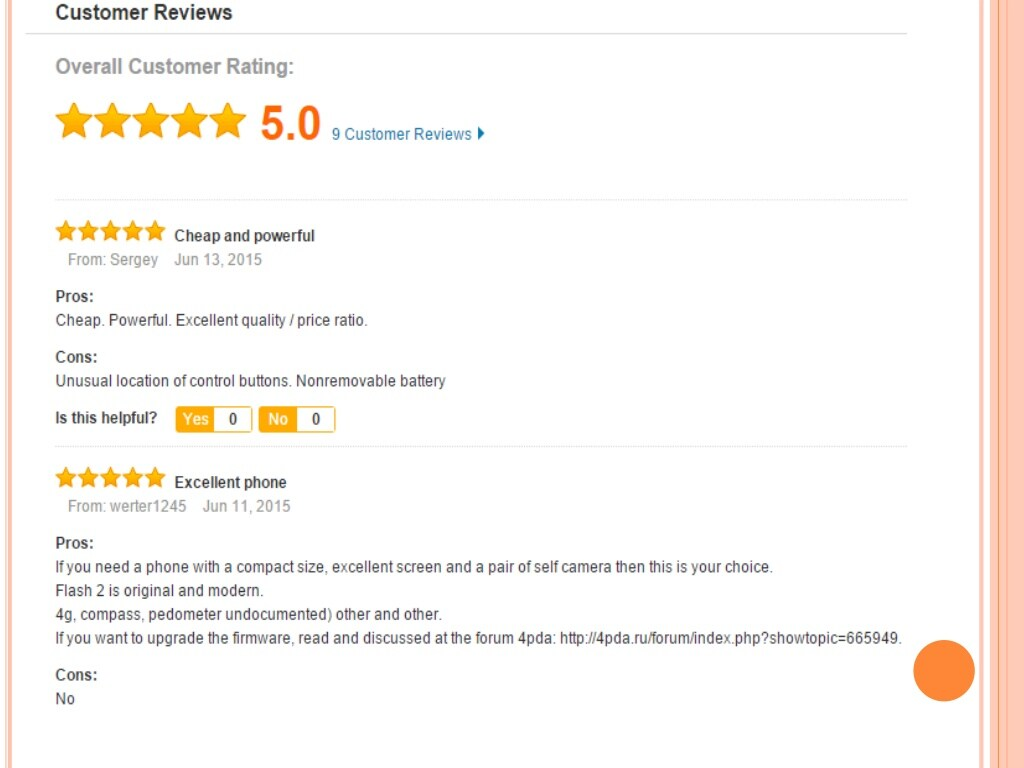 Customer Reviews
Overall Customer Rating:
5.0 9 Customer Reviews
Cheap and powerful
From: Sergey Jun 13, 2015
Pros:
Cheap. Powerful. Excellent quality / price ratio.
Cons:
Unusual location of control buttons. Nonremovable battery
Is this helpful? Yes 0 No 0
Excellent phone
From: werter1245 Jun 11, 2015
Pros:
If you need a phone with a compact size, excellent screen and a pair of self camera then this is your choice.
Flash 2 is original and modern.
4g, compass, pedometer undocumented) other and other.
If you want to upgrade the firmware, read and discussed at the forum 4pda: http://4pda.ru/forum/index.php?showtopic=665949.
Cons:
No